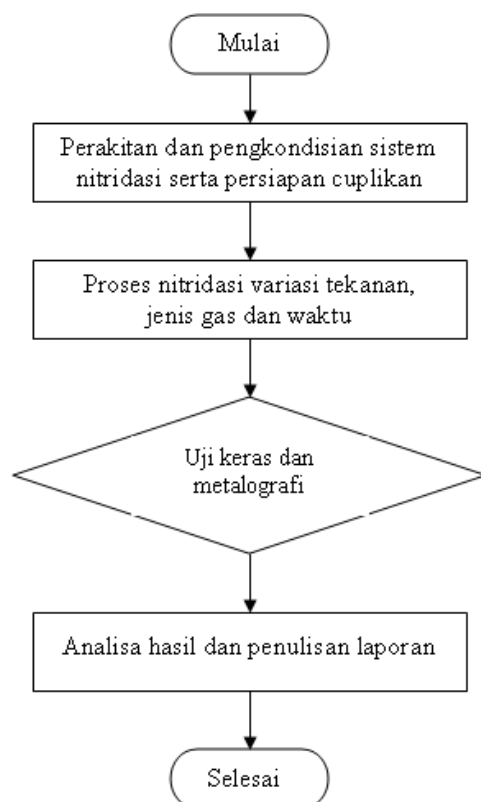 Mulai
Perakitan dan pengkondisian sistem
nitridasi serta persiapan cuplikan
Proses nitridasi variasi tekanan,
jenis gas dan waktu
Uji keras dan
metalografi
Analisa hasil dan penulisan laporan
Selesai